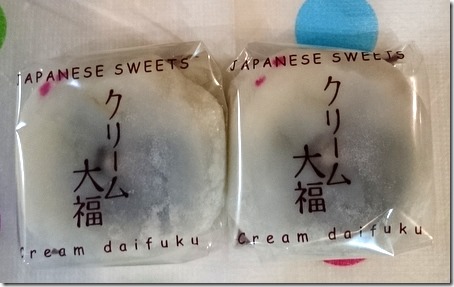 JAPANESE SWEETS
クリーム
大福
Cream daifuku
JAPANESE SWEETS
クリーム
大福
Cream daifuku